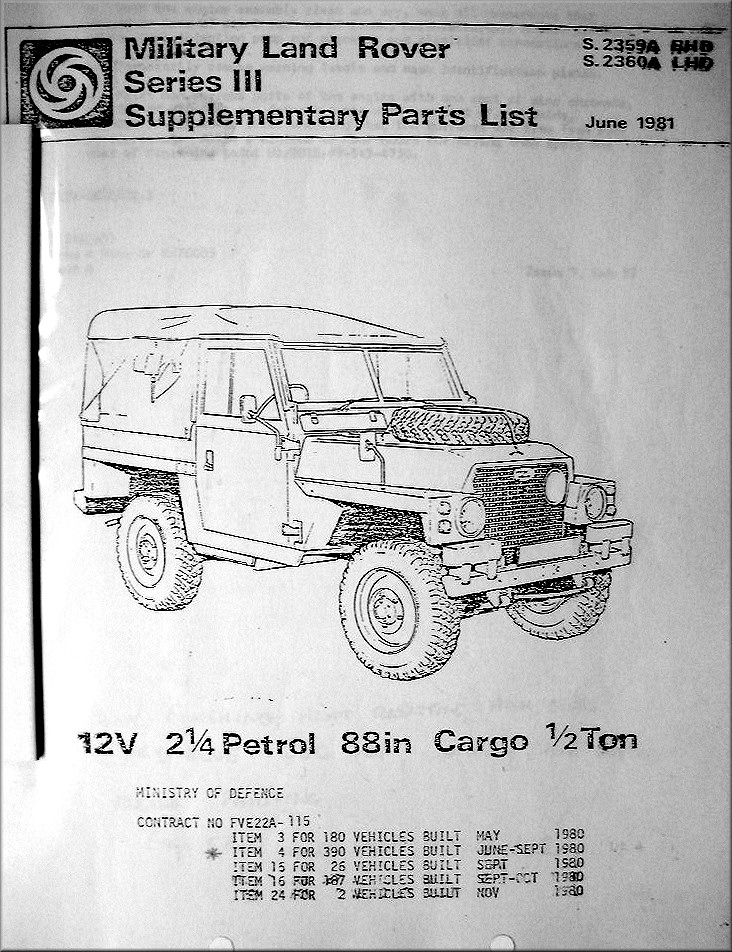 Military Land Rover
Series III
Supplementary Parts List
S.2359A RHD
S.2360A LHD
June 1981
12V 2¼ Petrol 88in Cargo ½ Ton
MINISTRY OF DEFENCE
CONTRACT NO FVE22A-115
ITEM 3 FOR 180 VEHICLES BUILT MAY 1980
* ITEM 4 FOR 390 VEHICLES BUILT JUNE-SEPT 1980
ITEM 15 FOR 26 VEHICLES BUILT SEPT 1980
ITEM 16 FOR 187 VEHICLES BUILT SEPT-OCT 1980
ITEM 24 FOR 2 VEHICLES BUILT NOV 1980